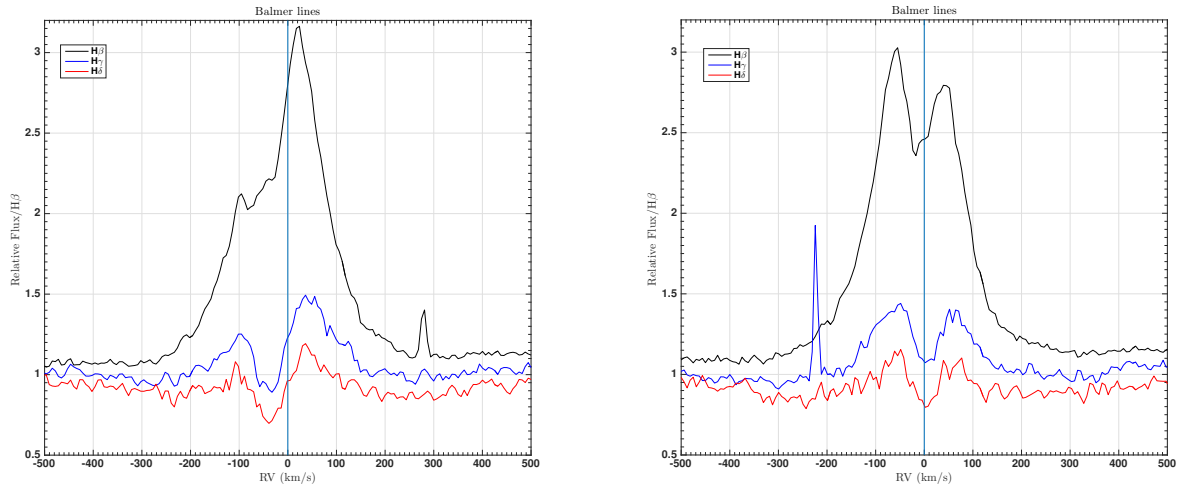 Balmer lines
Hβ
Hγ
Hδ
Relative Flux/Hβ
3
2.5
2
1.5
1
0.5
-500 -400 -300 -200 -100 0 100 200 300 400 500
RV (km/s)
Balmer lines
Hβ
Hγ
Hδ
Relative Flux/Hβ
3
2.5
2
1.5
1
0.5
-500 -400 -300 -200 -100 0 100 200 300 400 500
RV (km/s)